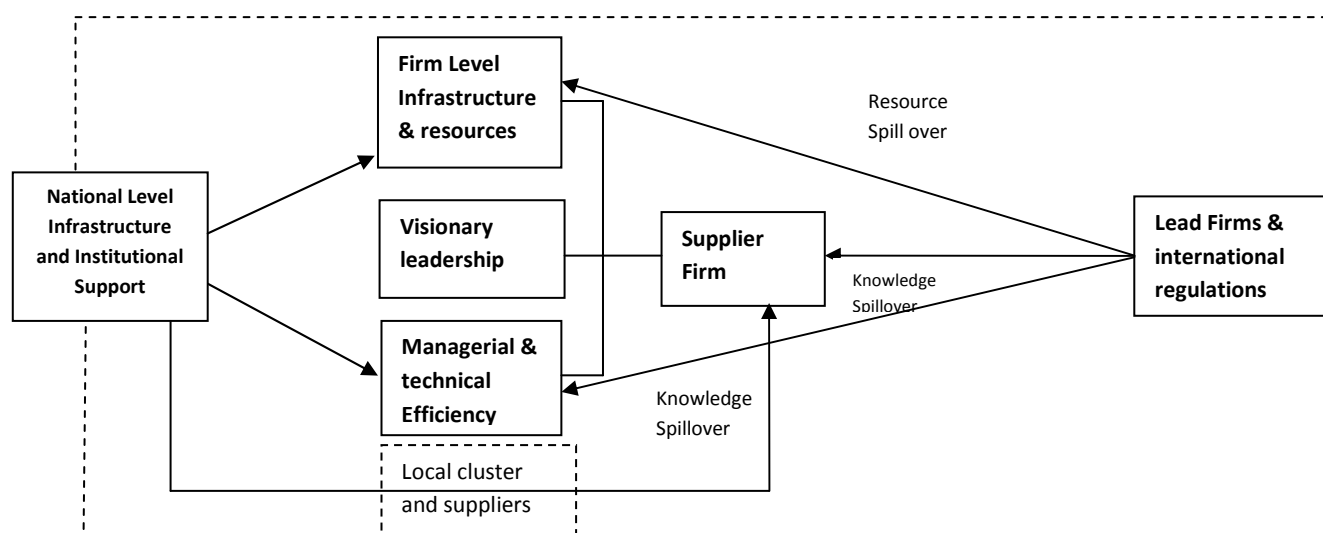 Firm Level
Infrastructure
& resources
Resource
Spill over
National Level
Infrastructure
and Institutional
Support
Visionary
leadership
Supplier
Firm
Lead Firms &
international
regulations
Knowledge
Spillover
Managerial &
technical
Efficiency
Knowledge
Spillover
Local cluster
and suppliers